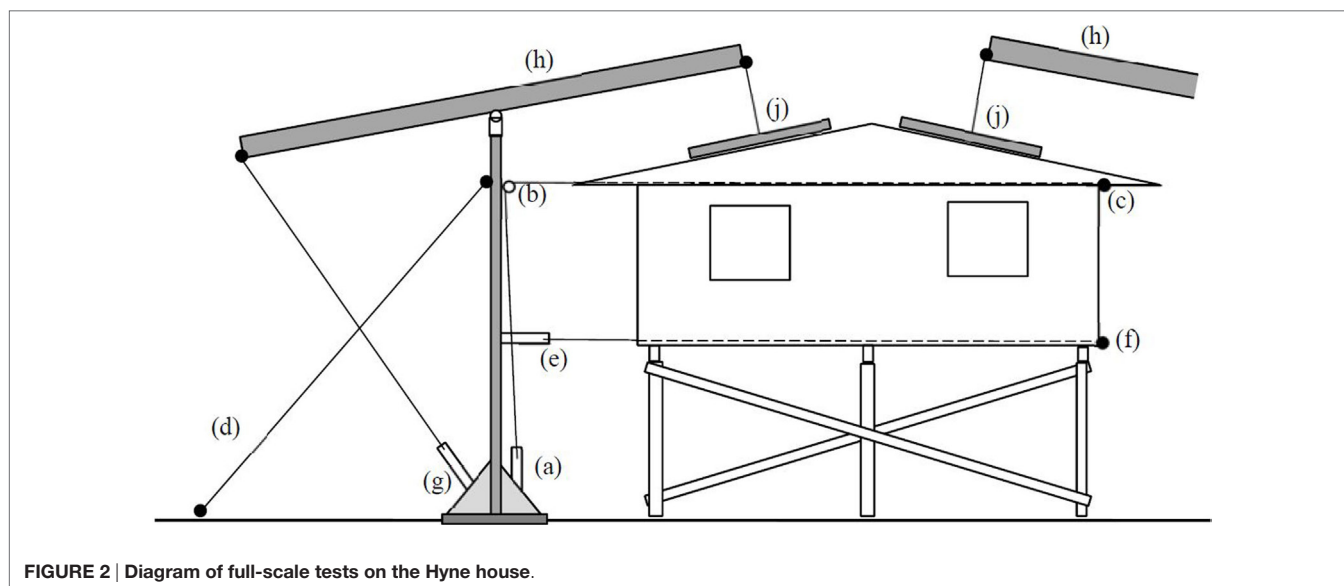 (h)
(h)
(j)
(j)
(b)
(c)
(e)
(f)
(d)
(g)
(a)
FIGURE 2 | Diagram of full-scale tests on the Hyne house.